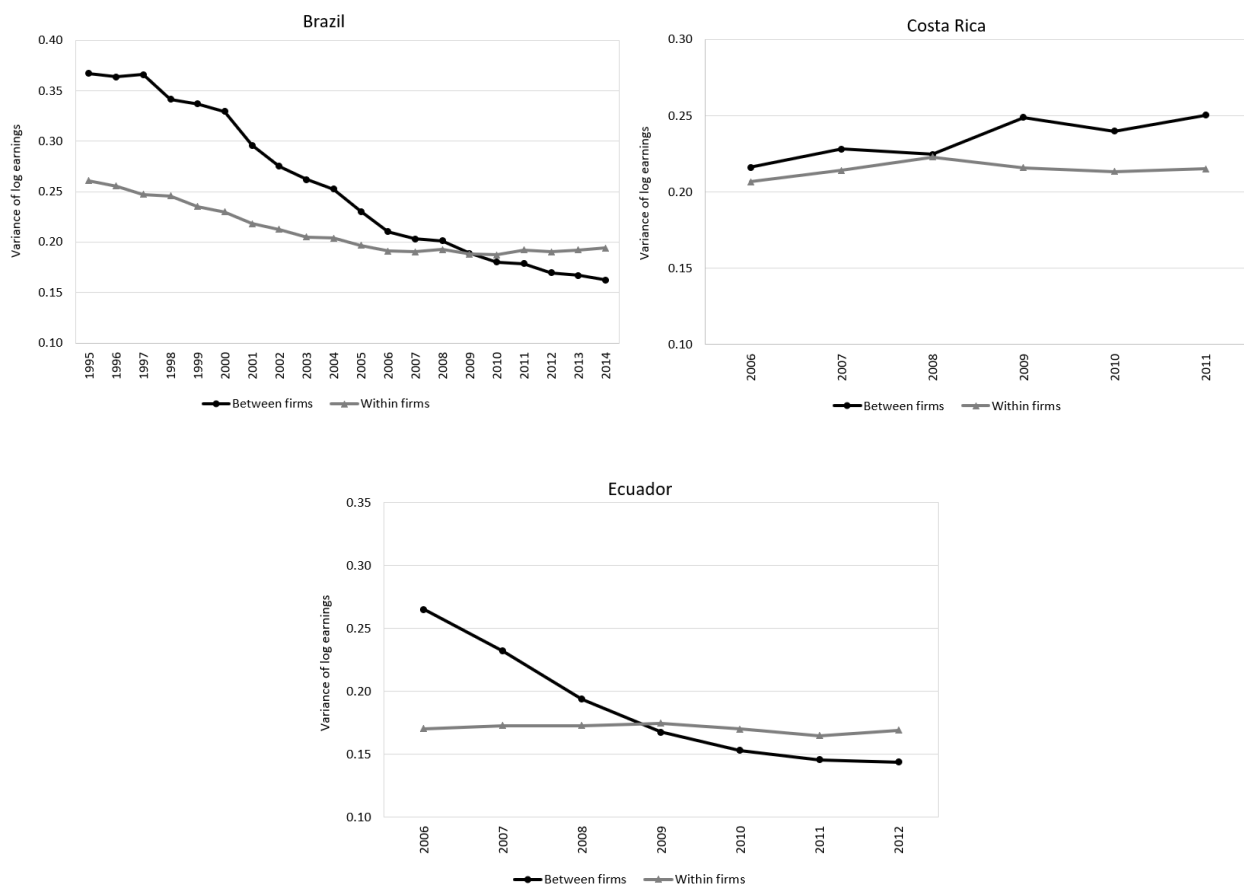 Brazil
Variance of log earnings
0.40
0.35
0.30
0.25
0.20
0.15
0.10
1995 1996 1997 1998 1999 2000 2001 2002 2003 2004 2005 2006 2007 2008 2009 2010 2011 2012 2013 2014
Between firms Within firms
Costa Rica
Variance of log earnings
0.30
0.25
0.20
0.15
0.10
2006 2007 2008 2009 2010 2011
Between firms Within firms
Ecuador
Variance of log earnings
0.35
0.30
0.25
0.20
0.15
0.10
2006 2007 2008 2009 2010 2011 2012
Between firms Within firms